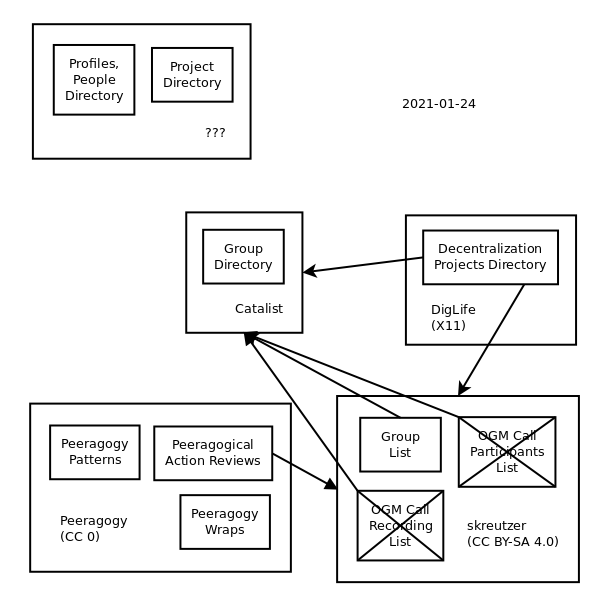 Profiles,
People
Directory
Project
Directory
???
2021-01-24
Group
Directory
Catalist
Decentralization
Projects Directory
DigLife
(X11)
Peeragogy
Patterns
Peeragogical
Action Reviews
Peeragogy
Wraps
Peeragogy
(CC 0)
Group
List
OGM Call
Participants
List
OGM Call
Recording
List
skreutzer
(CC BY-SA 4.0)